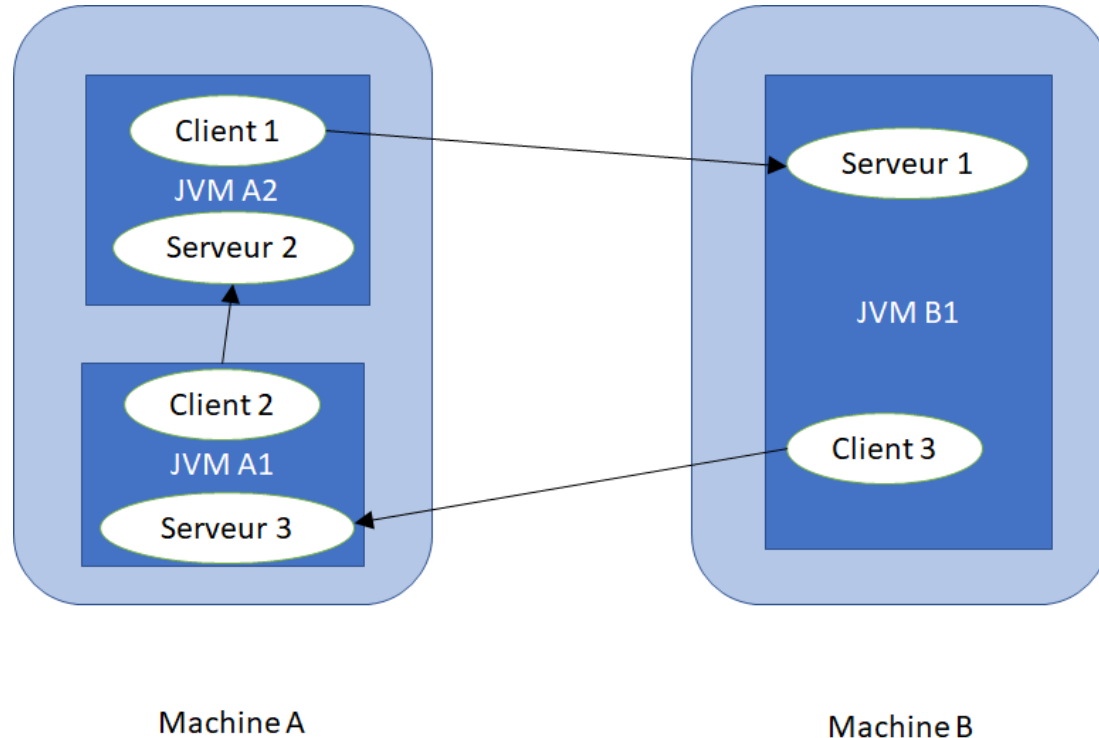 Client 1
JVM A2
Serveur 2
Client 2
JVM A1
Serveur 3
Machine A
Serveur 1
JVM B1
Client 3
Machine B